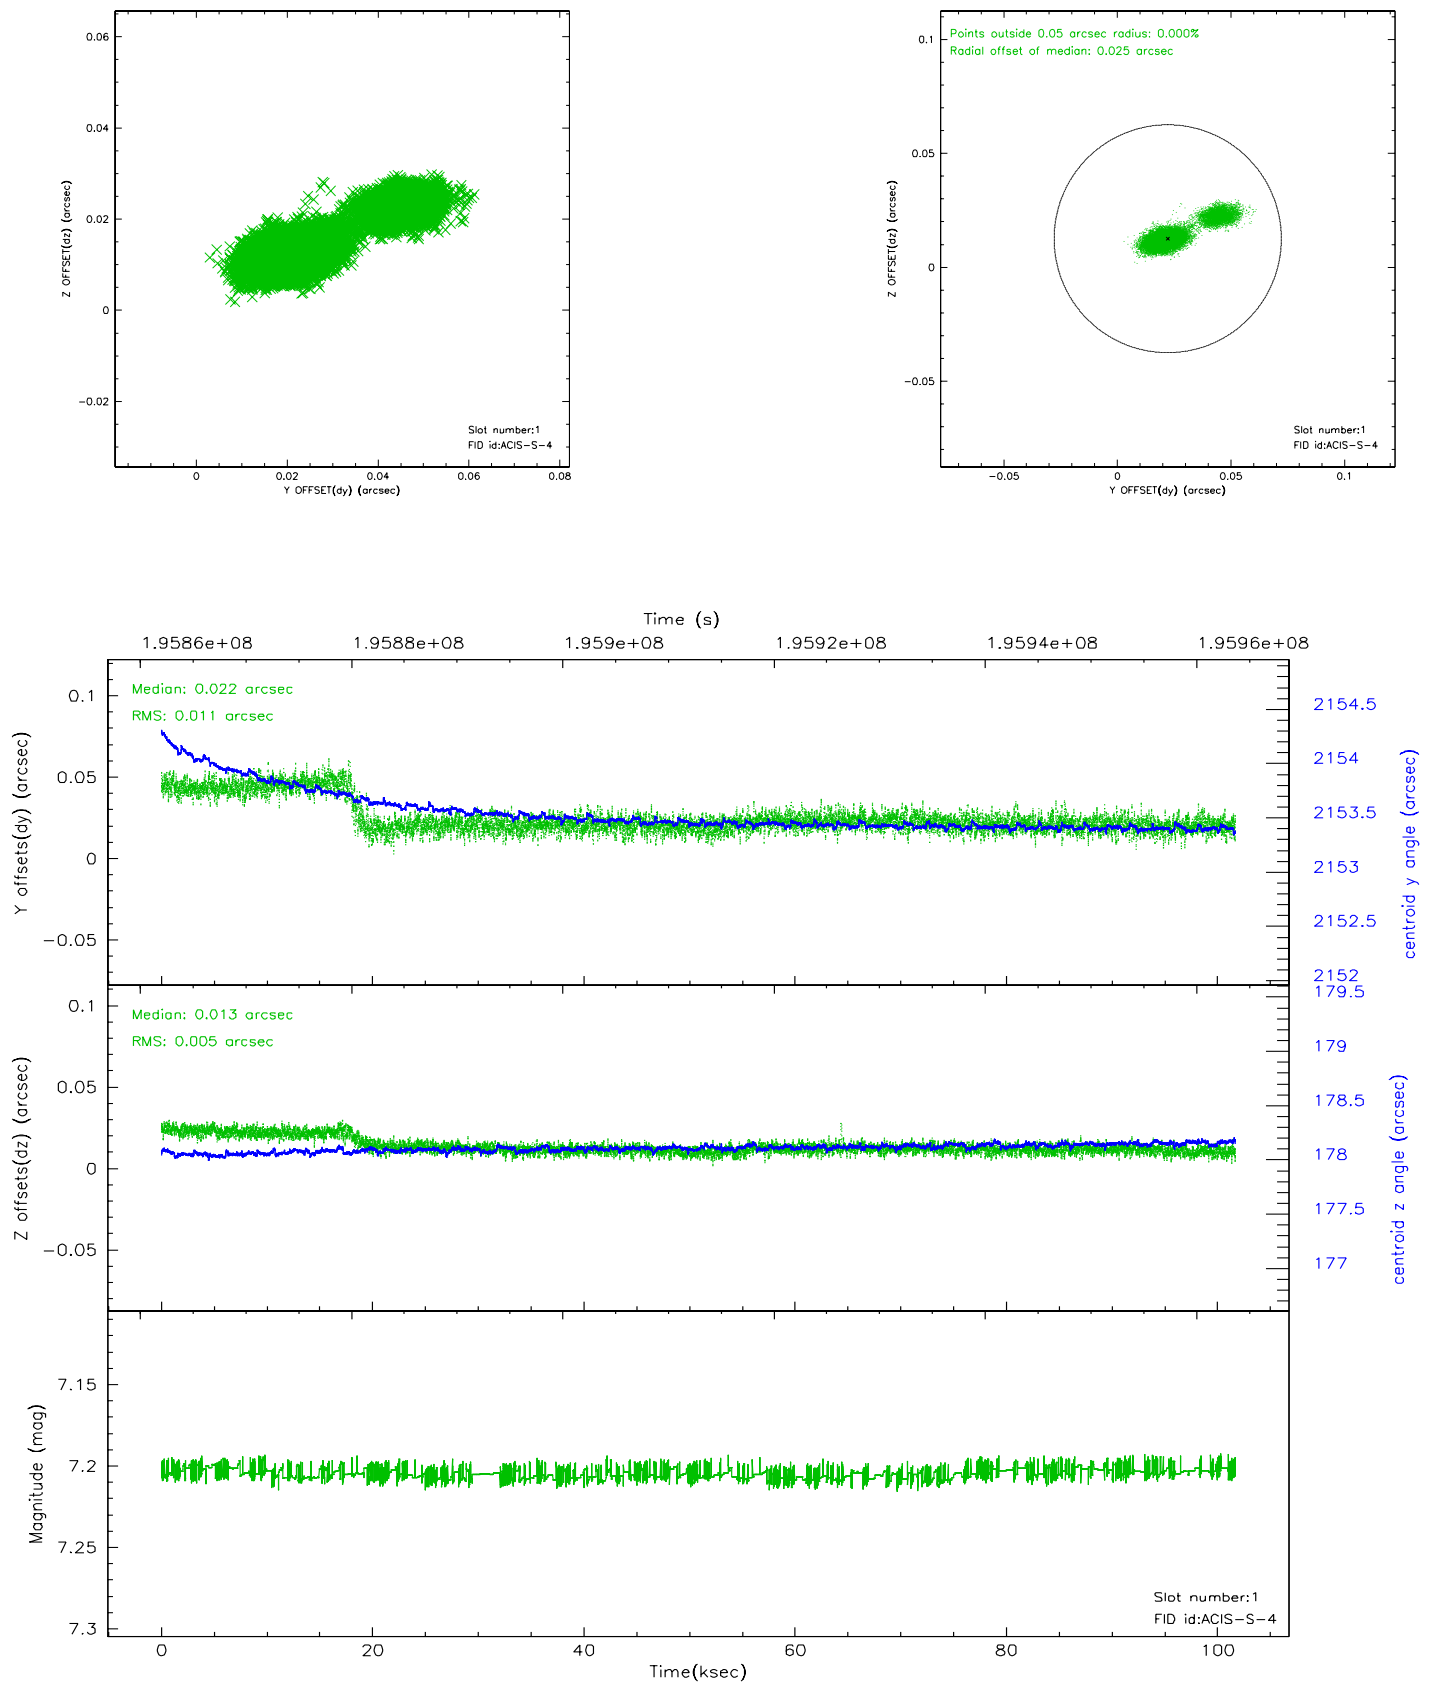 0.06
0.04
0.02
0
−0.02
Z OFFSET(dz) (arcsec)
Slot number:1
FID id:ACIS−S−4
0 0.02 0.04 0.06 0.08
Y OFFSET(dy) (arcsec)
Points outside 0.05 arcsec radius: 0.000%
Radial offset of median: 0.025 arcsec
0.1
0.05
0
−0.05
Z OFFSET(dz) (arcsec)
Slot number:1
FID id:ACIS−S−4
−0.05 0 0.05 0.1
Y OFFSET(dy) (arcsec)
Time (s)
1.9586e+08 1.9588e+08 1.959e+08 1.9592e+08 1.9594e+08 1.9596e+08
Median: 0.022 arcsec
RMS: 0.011 arcsec
0.1
0.05
0
−0.05
Y offsets(dy) (arcsec)
2154.5
2154
2153.5
2153
2152.5
2152
centroid y angle (arcsec)
Median: 0.013 arcsec
RMS: 0.005 arcsec
0.1
0.05
0
−0.05
Z offsets(dz) (arcsec)
179.5
179
178.5
178
177.5
177
centroid z angle (arcsec)
7.15
7.2
7.25
7.3
Magnitude (mag)
Slot number:1
FID id:ACIS−S−4
0 20 40 60 80 100
Time(ksec)